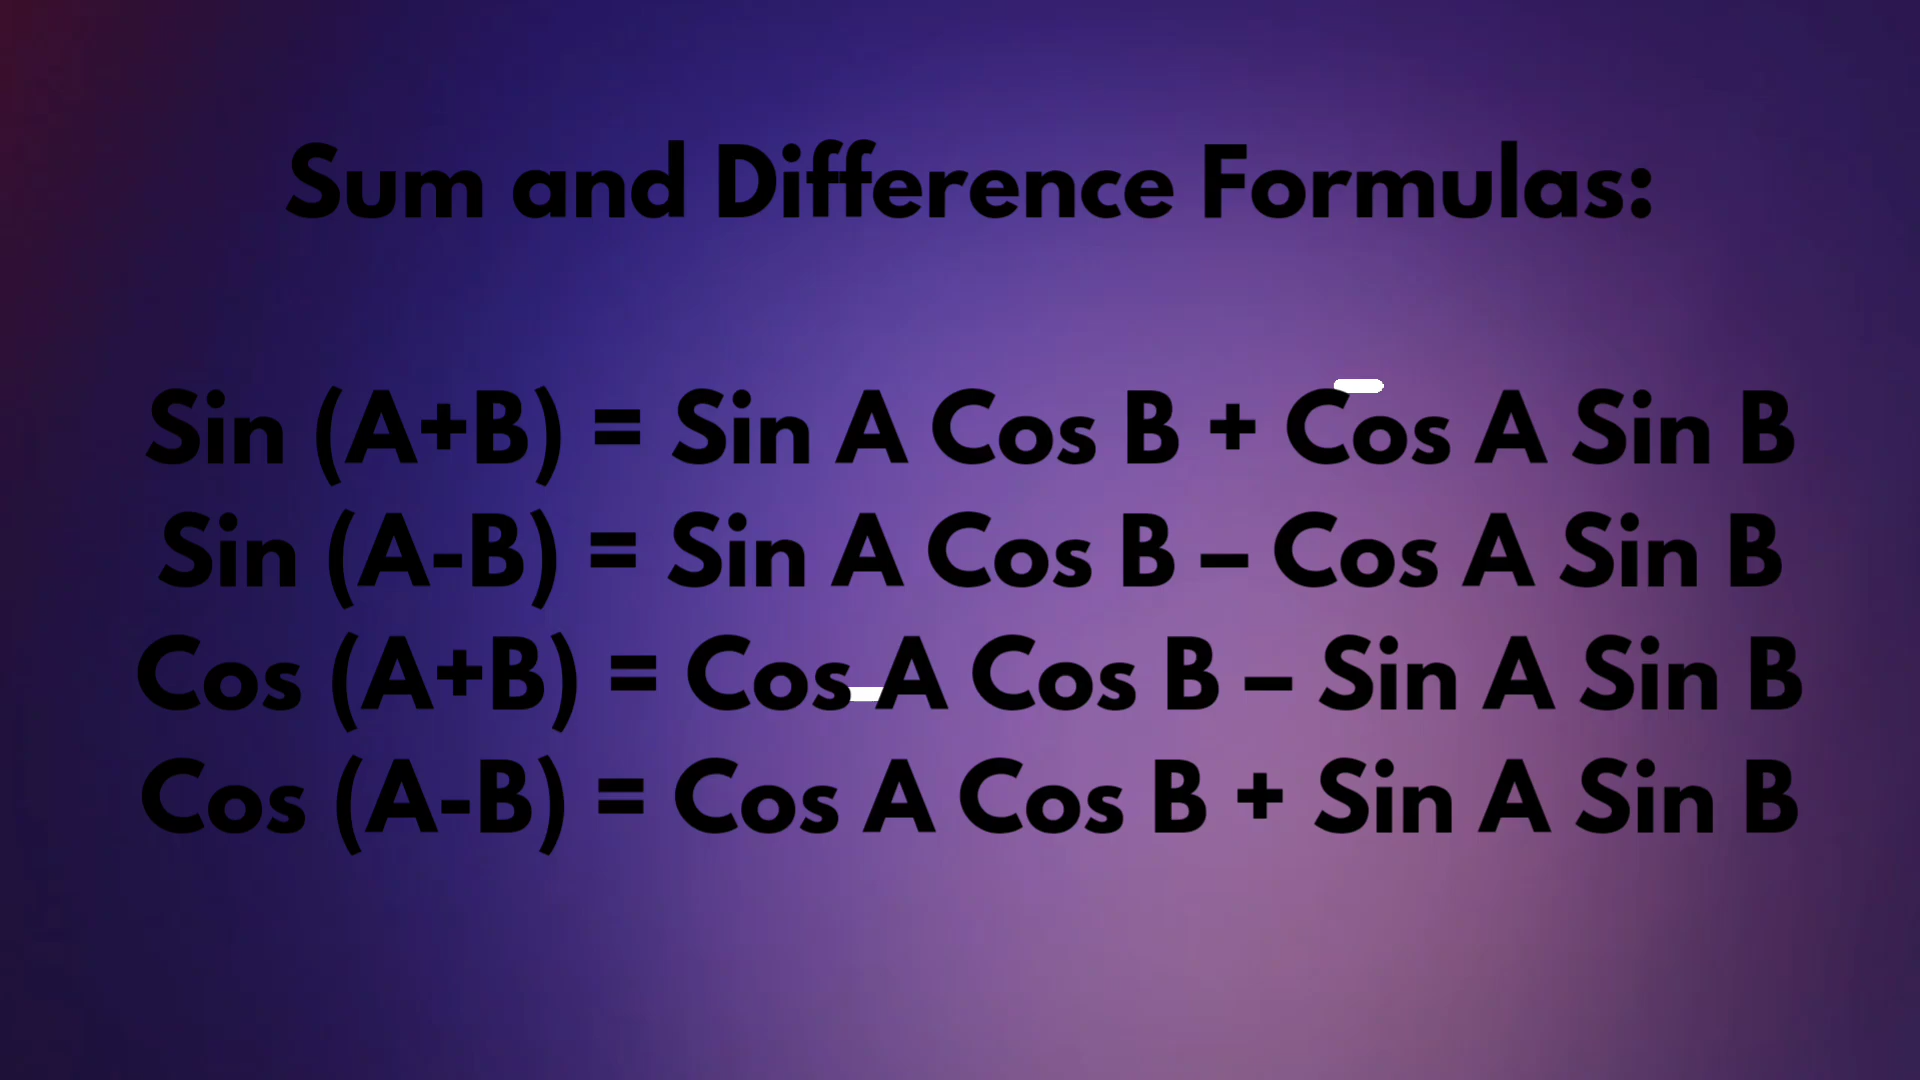 Sum and Difference Formulas:
Sin (A+B) = Sin A Cos B + Cos A Sin B
Sin (A-B) = Sin A Cos B – Cos A Sin B
Cos (A+B) = Cos A Cos B – Sin A Sin B
Cos (A-B) = Cos A Cos B + Sin A Sin B